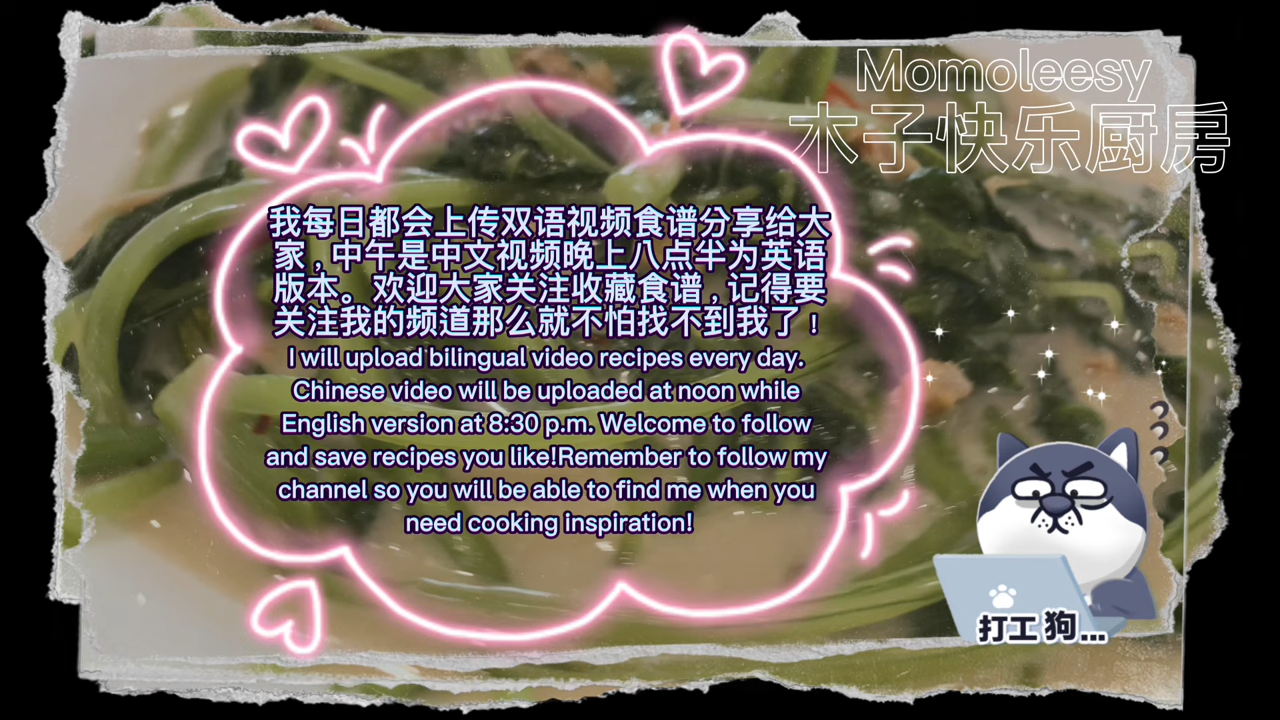 Momoleesy
木子快乐厨房
我每日都会上传双语视频食谱分享给大
家,中午是中文视频晚上八点半为英语
版本。欢迎大家关注收藏食谱,记得要
关注我的频道那么就不怕找不到我了!
I will upload bilingual video recipes every day.
Chinese video will be uploaded at noon while
English version at 8:30 p.m. Welcome to follow
and save recipes you like!Remember to follow my
channel so you will be able to find me when you
need cooking inspiration!
???
打工狗...